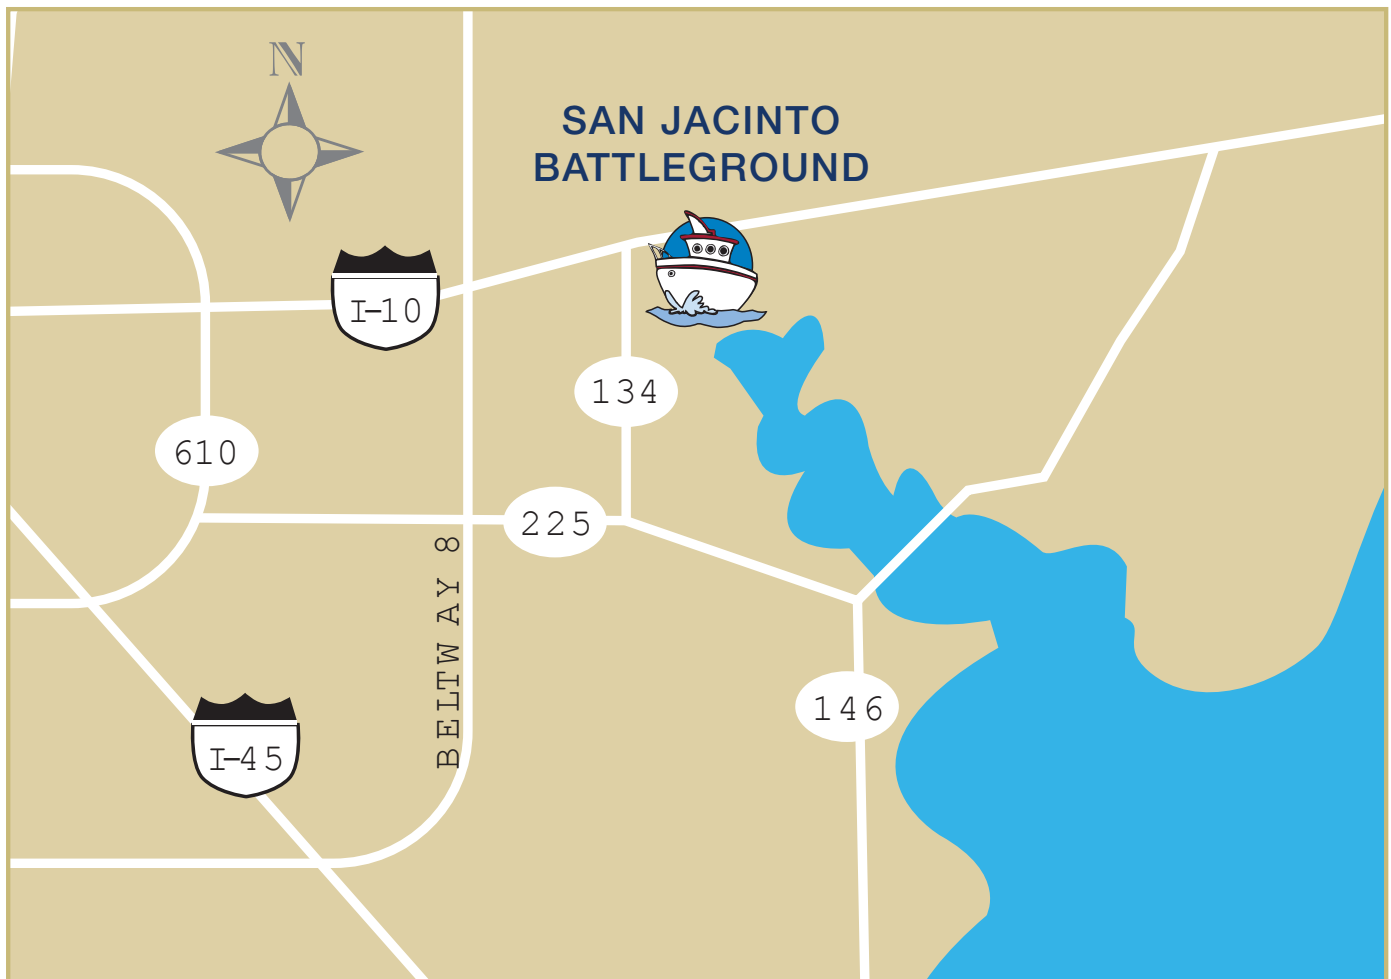 N
SAN JACINTO
BATTLEGROUND
I-10
134
610
225
BELTWAY 8
146
I-45